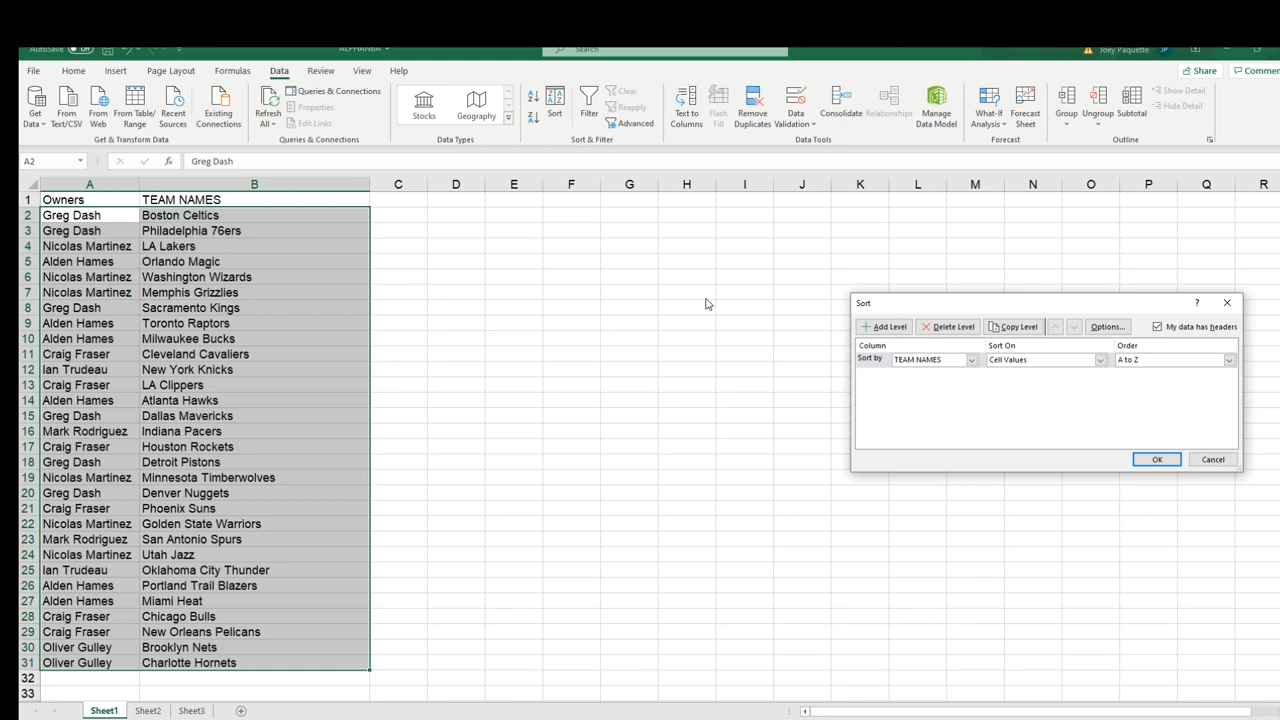 AutoSave
ALPHANBA
Search
Joey Paquette
JP
File Home Insert Page Layout Formulas Data Review View Help
Share
Commen
Get Data
From Text/CSV
From Web
From Table/ Range
Recent Sources
Existing Connections
Get & Transform Data
Refresh All
Queries & Connections
Properties
Edit Links
Queries & Connections
Stocks
Geography
Data Types
Sort
Filter
Clear
Reapply
Advanced
Sort & Filter
Text to Columns
Flash Fill
Remove Duplicates
Data Validation
Consolidate
Relationships
Manage Data Model
Data Tools
What-If Analysis
Forecast Sheet
Forecast
Group
Ungroup
Subtotal
Show Detail
Hide Detail
Outline
A2 fx Greg Dash
A B C D E F G H I J K L M N O P Q R
1 Owners TEAM NAMES
2 Greg Dash Boston Celtics
3 Greg Dash Philadelphia 76ers
4 Nicolas Martinez LA Lakers
5 Alden Hames Orlando Magic
6 Nicolas Martinez Washington Wizards
7 Nicolas Martinez Memphis Grizzlies
8 Greg Dash Sacramento Kings
9 Alden Hames Toronto Raptors
10 Alden Hames Milwaukee Bucks
11 Craig Fraser Cleveland Cavaliers
12 Ian Trudeau New York Knicks
13 Craig Fraser LA Clippers
14 Alden Hames Atlanta Hawks
15 Greg Dash Dallas Mavericks
16 Mark Rodriguez Indiana Pacers
17 Craig Fraser Houston Rockets
18 Greg Dash Detroit Pistons
19 Nicolas Martinez Minnesota Timberwolves
20 Greg Dash Denver Nuggets
21 Craig Fraser Phoenix Suns
22 Nicolas Martinez Golden State Warriors
23 Mark Rodriguez San Antonio Spurs
24 Nicolas Martinez Utah Jazz
25 Ian Trudeau Oklahoma City Thunder
26 Alden Hames Portland Trail Blazers
27 Alden Hames Miami Heat
28 Craig Fraser Chicago Bulls
29 Craig Fraser New Orleans Pelicans
30 Oliver Gulley Brooklyn Nets
31 Oliver Gulley Charlotte Hornets
32
33
Sort ?
Add Level Delete Level Copy Level Options... My data has headers
Column Sort On Order
Sort by TEAM NAMES Cell Values A to Z
OK Cancel
Sheet1 Sheet2 Sheet3